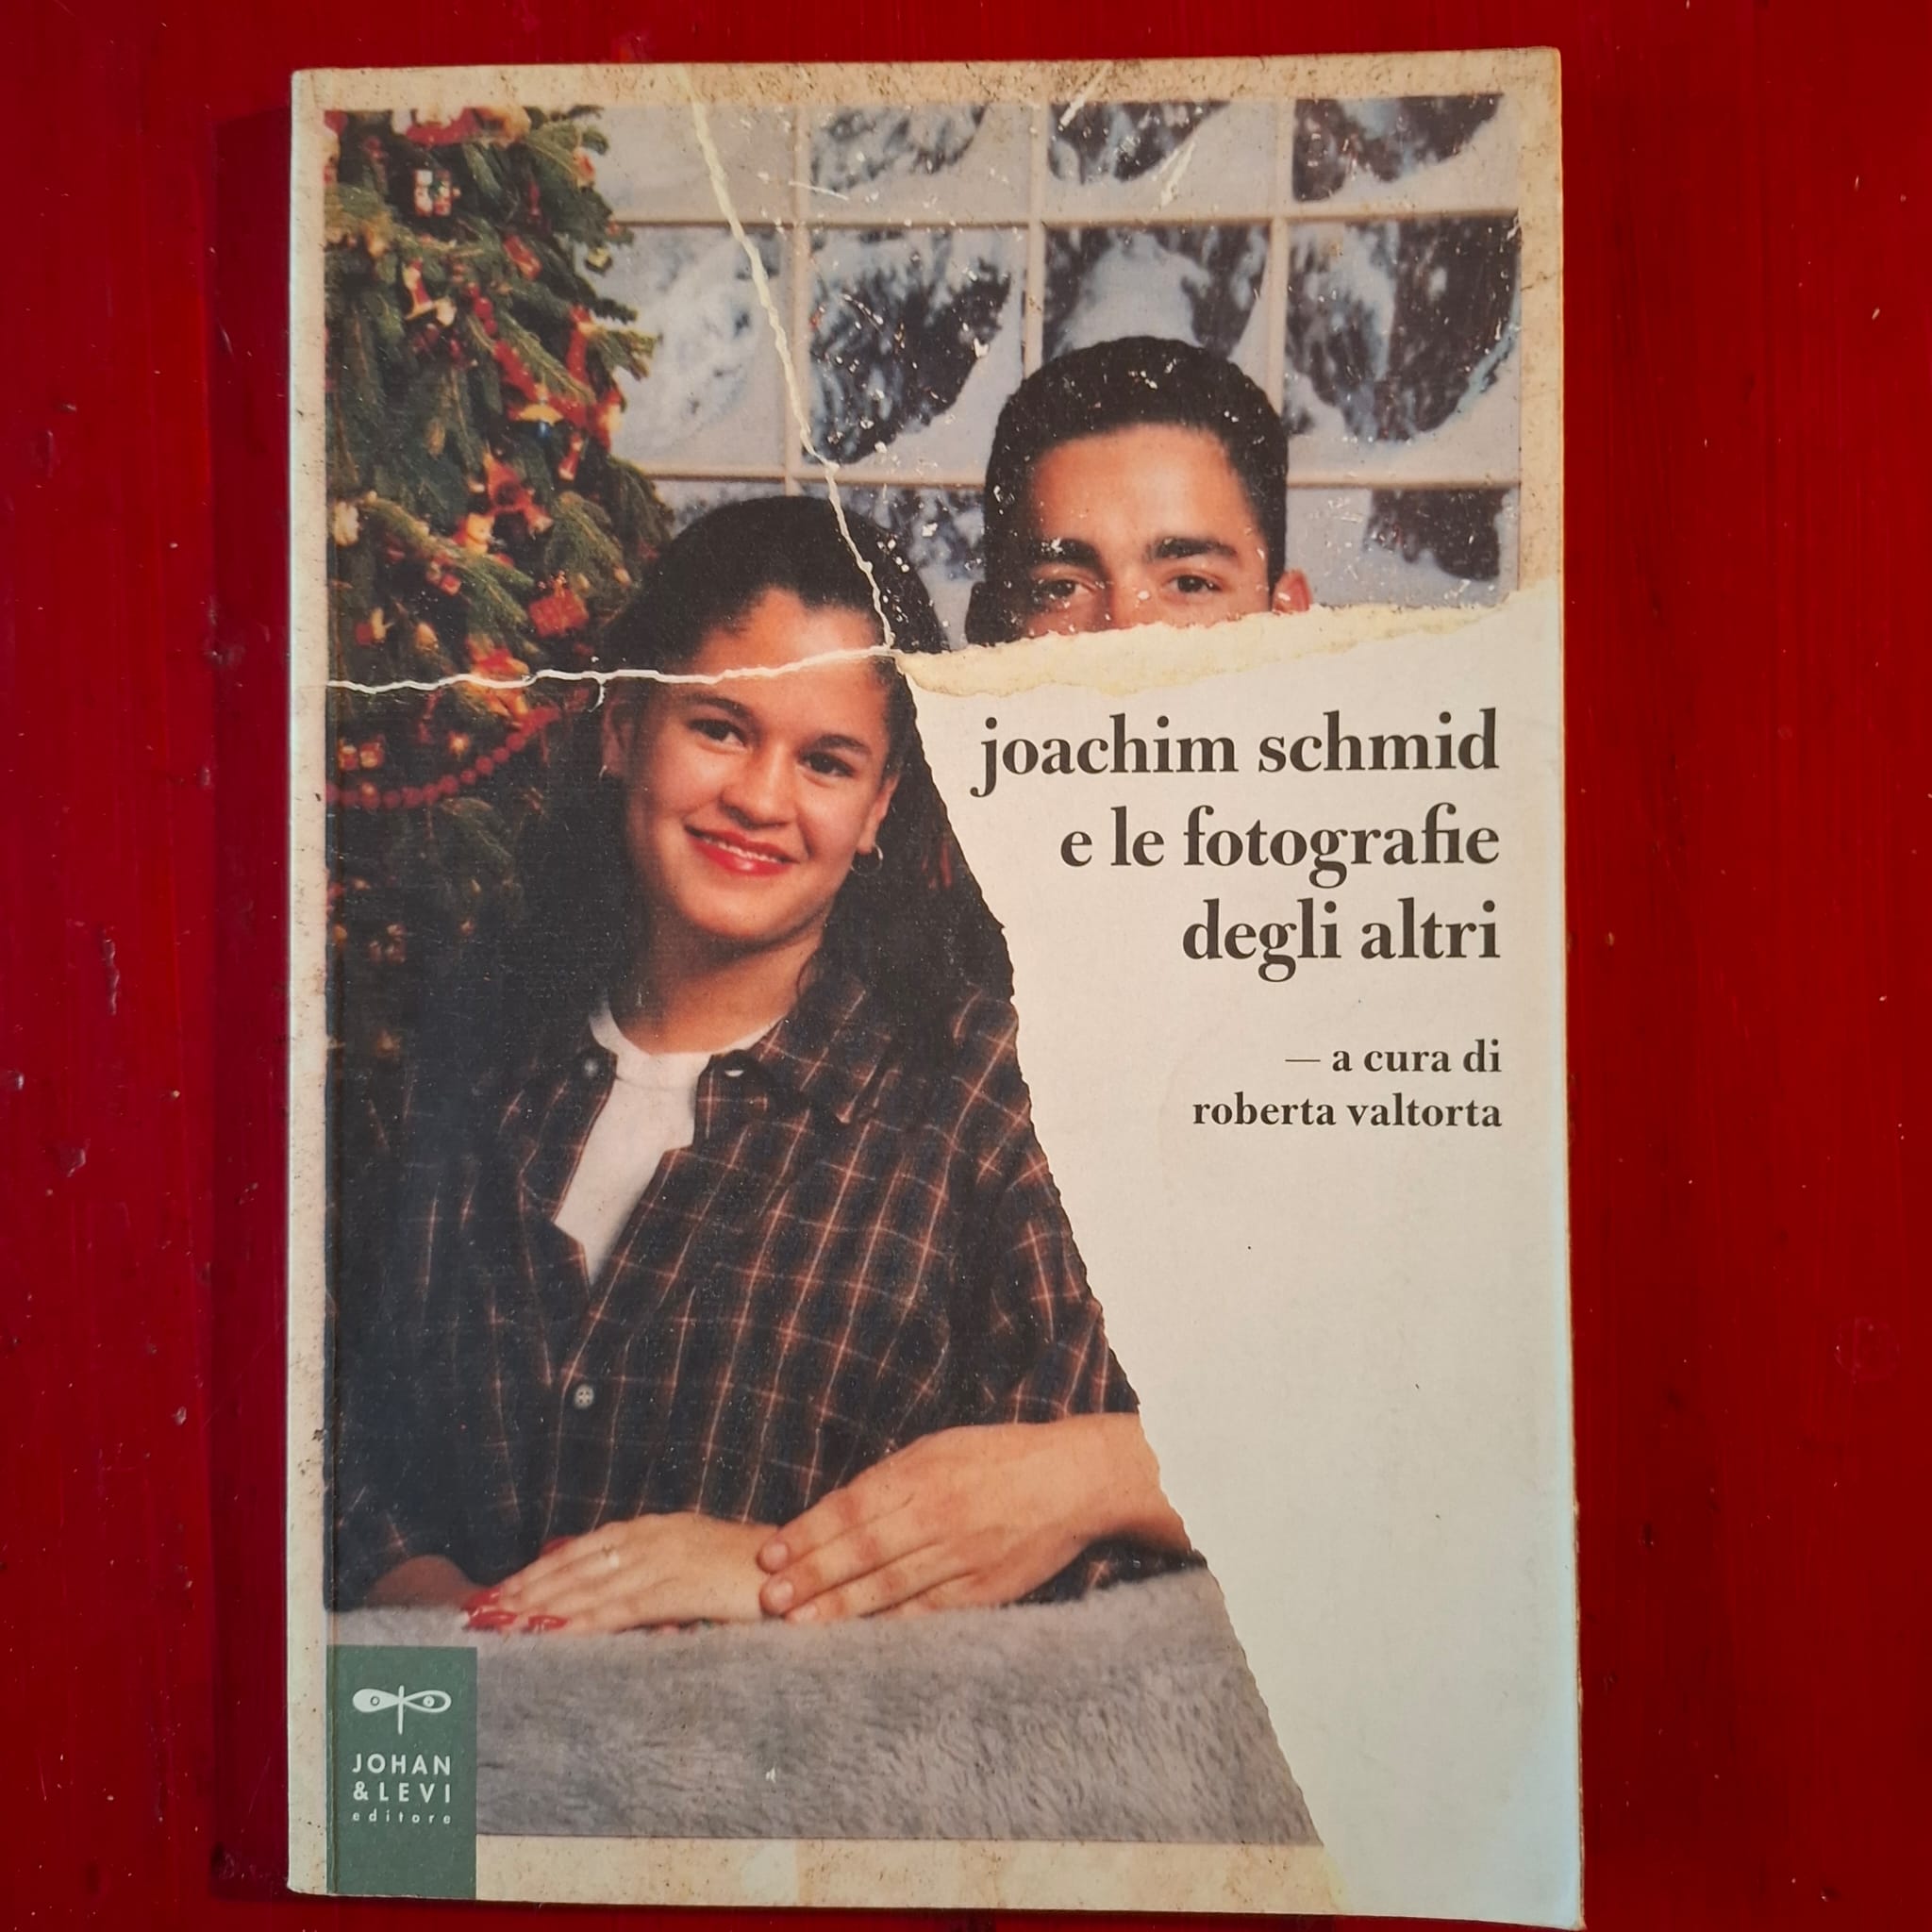 joachim schmid
e le fotografie
degli altri
— a cura di
roberta valtorta
JOHAN
& LEVI
editore